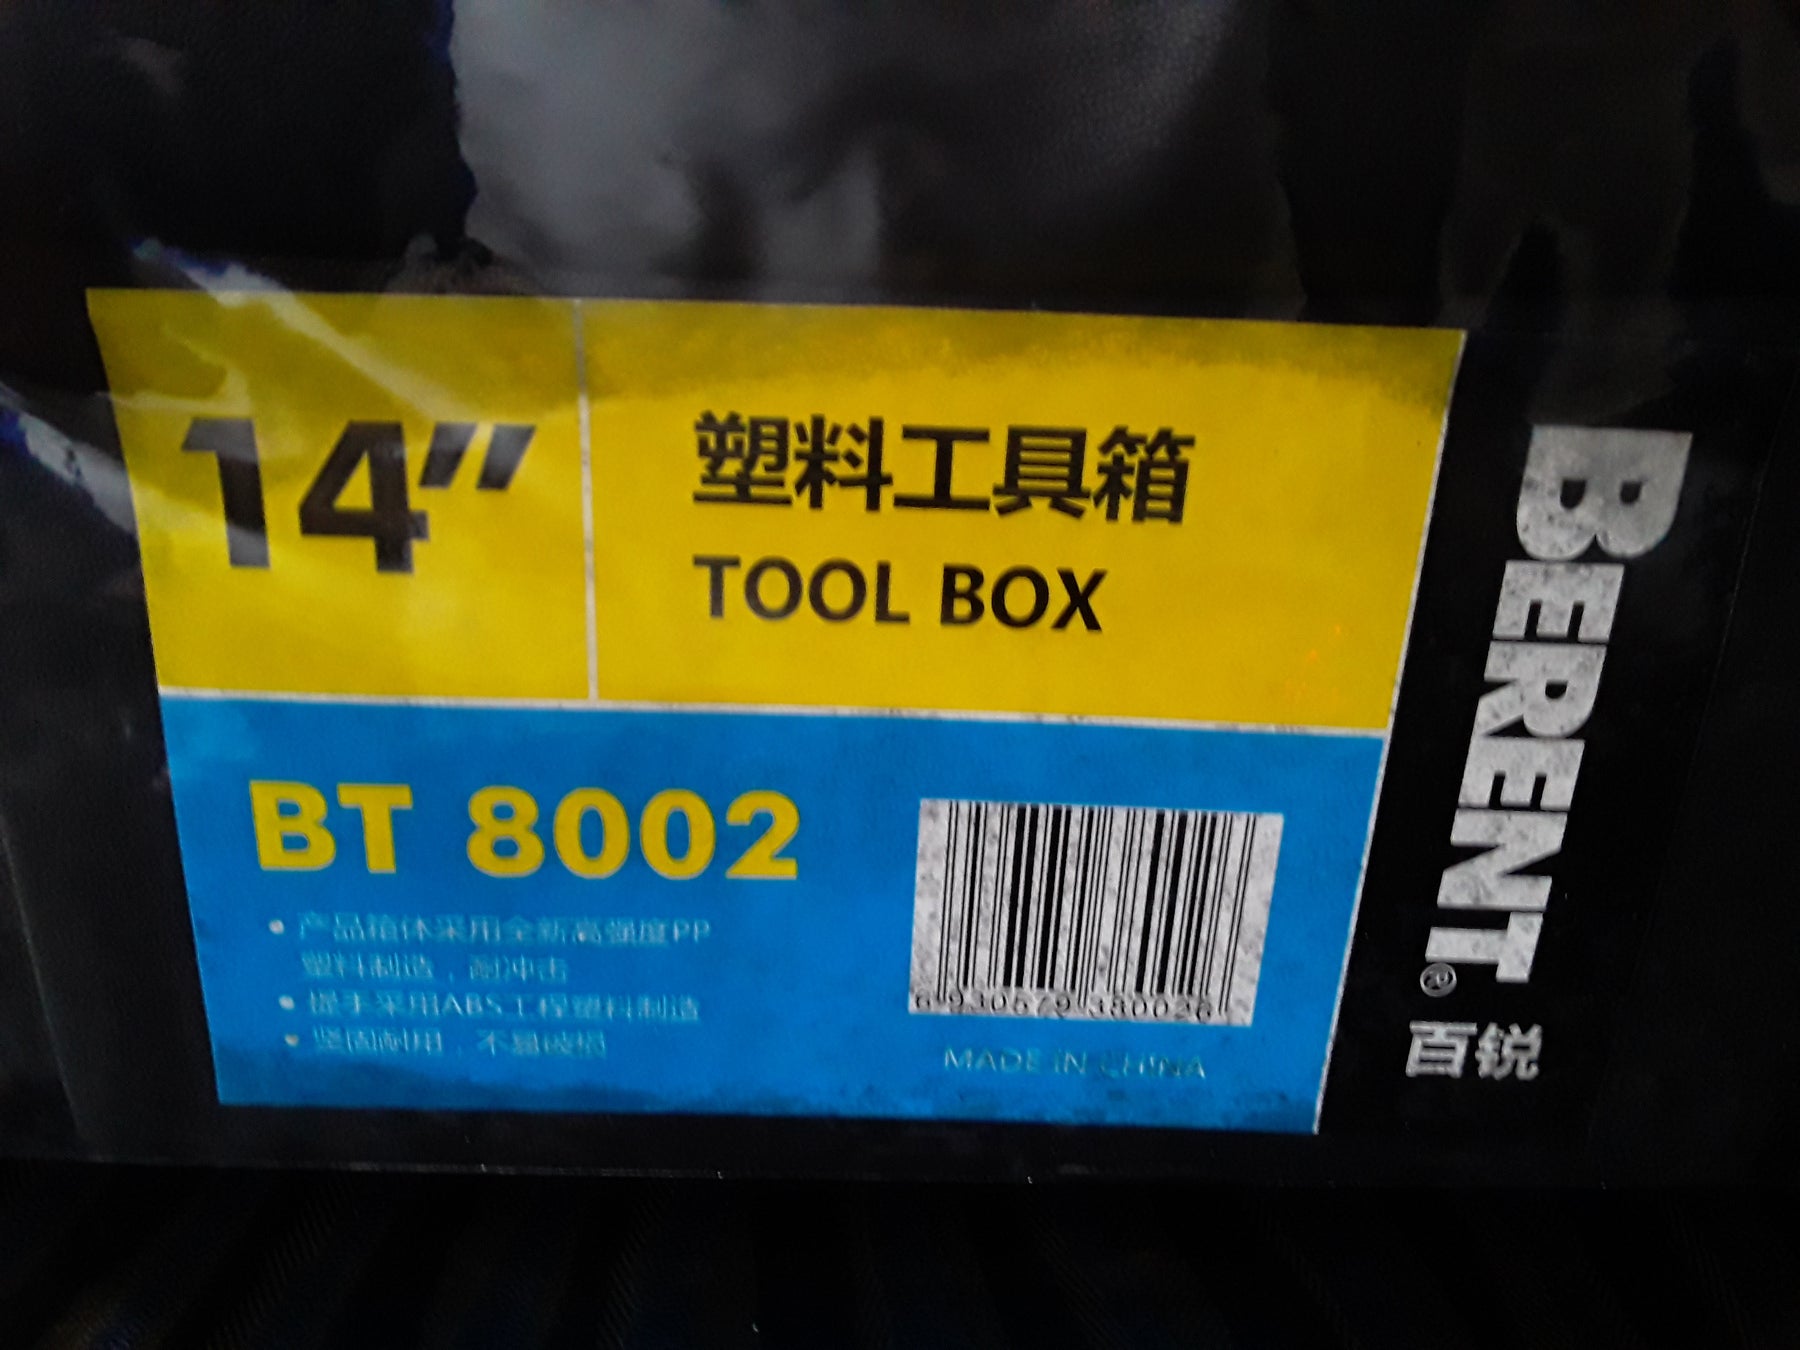 14"
塑料工具箱
TOOL BOX
BT 8002
• 产品箱体采用全新高强度PP
塑料制造，耐冲击
• 提手采用ABS工程塑料制造
• 坚固耐用，不易破损
6 930579 380026
MADE IN CHINA
BERENT®
百锐